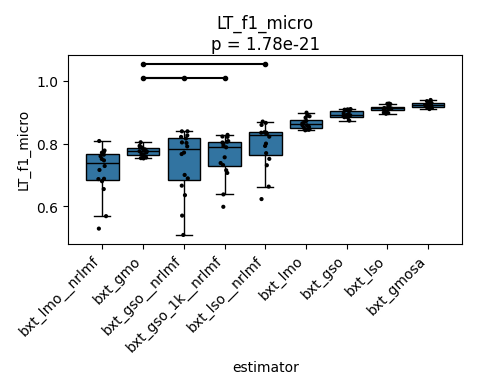 LT_f1_micro
p = 1.78e-21
LT_f1_micro
1.0
0.8
0.6
bxt_lmo__nrlmf
bxt_gmo
bxt_gso__nrlmf
bxt_gso_1k__nrlmf
bxt_lso__nrlmf
bxt_lmo
bxt_gso
bxt_lso
bxt_gmosa
estimator